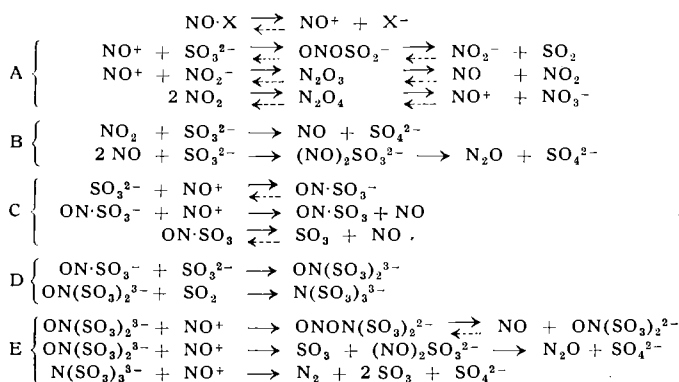 NO·X ⇌ NO⁺ + X⁻
A
NO⁺ + SO₃²⁻ ⇌ ONOSO₂⁻ ⇌ NO₂⁻ + SO₂
NO⁺ + NO₂⁻ ⇌ N₂O₃ ⇌ NO + NO₂
2 NO₂ ⇌ N₂O₄ ⇌ NO⁺ + NO₃⁻
B
NO₂ + SO₃²⁻ → NO + SO₄²⁻
2 NO + SO₃²⁻ → (NO)₂SO₃²⁻ → N₂O + SO₄²⁻
C
SO₃²⁻ + NO⁺ ⇌ ON·SO₃⁻
ON·SO₃⁻ + NO⁺ → ON·SO₃ + NO
ON·SO₃ ⇌ SO₃ + NO .
D
ON·SO₃⁻ + SO₃²⁻ → ON(SO₃)₂³⁻
ON(SO₃)₂³⁻ + SO₂ → N(SO₃)₃³⁻
E
ON(SO₃)₂³⁻ + NO⁺ → ONON(SO₃)₂²⁻ ⇌ NO + ON(SO₃)₂²⁻
ON(SO₃)₂³⁻ + NO⁺ → SO₃ + (NO)₂SO₃²⁻ → N₂O + SO₄²⁻
N(SO₃)₃³⁻ + NO⁺ → N₂ + 2 SO₃ + SO₄²⁻